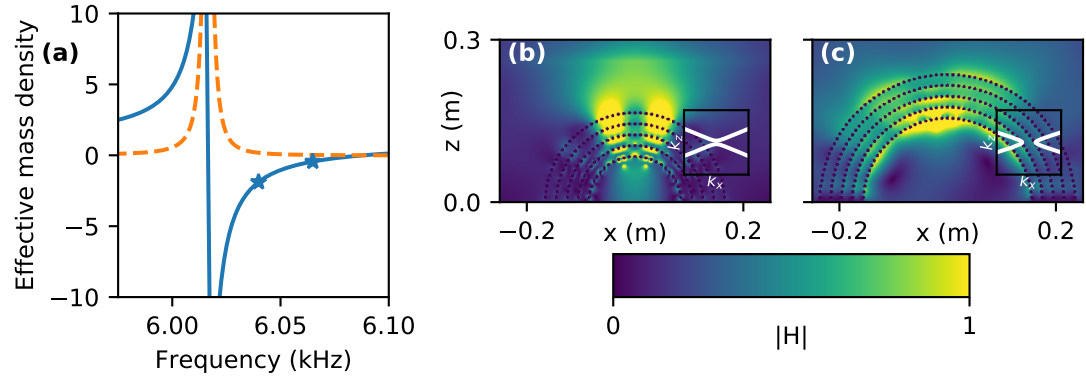 (a)
10
5
0
−5
−10
Effective mass density
6.00
6.05
6.10
Frequency (kHz)
(b)
0.3
0.0
z (m)
k_z
k_x
−0.2
x (m)
0.2
(c)
k_z
k_x
−0.2
x (m)
0.2
0
1
|H|